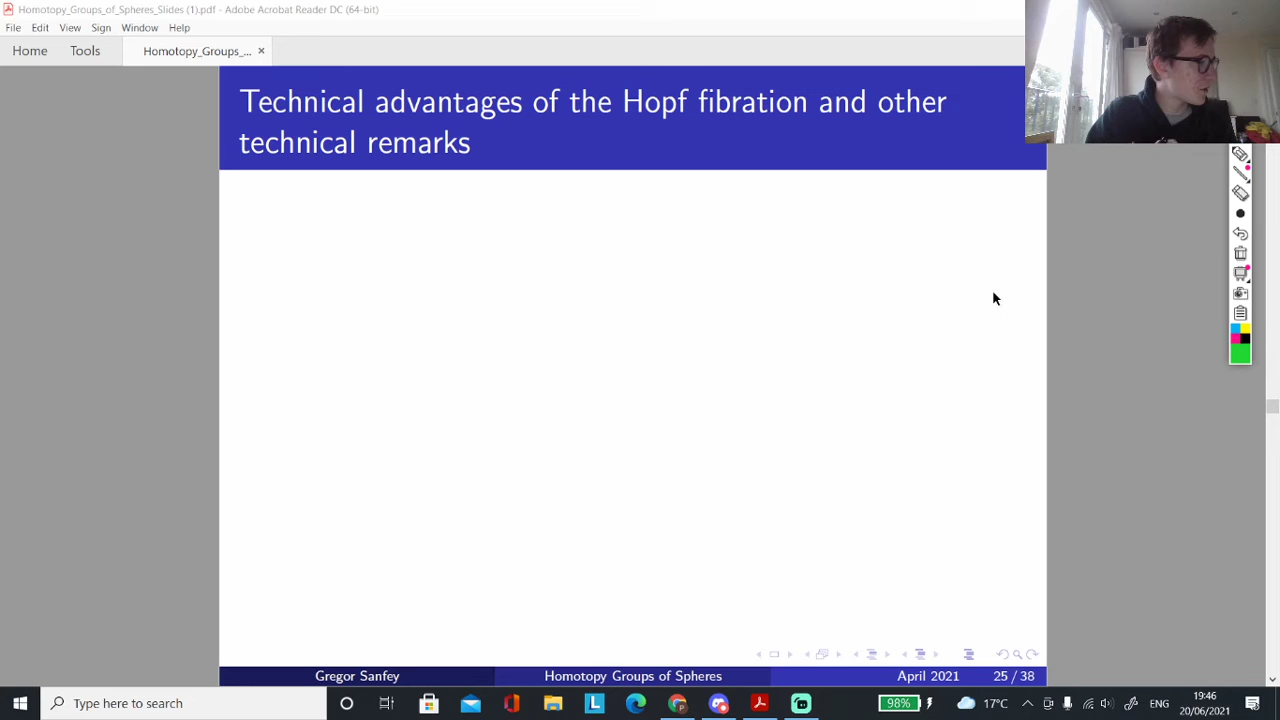 Homotopy_Groups_of_Spheres_Slides (1).pdf - Adobe Acrobat Reader DC (64-bit)
File Edit View Sign Window Help
Home Tools Homotopy_Groups_... ×
Technical advantages of the Hopf fibration and other
technical remarks
Gregor Sanfey Homotopy Groups of Spheres April 2021 25 / 38
Type here to search 98% 17°C ENG 19:46
20/06/2021